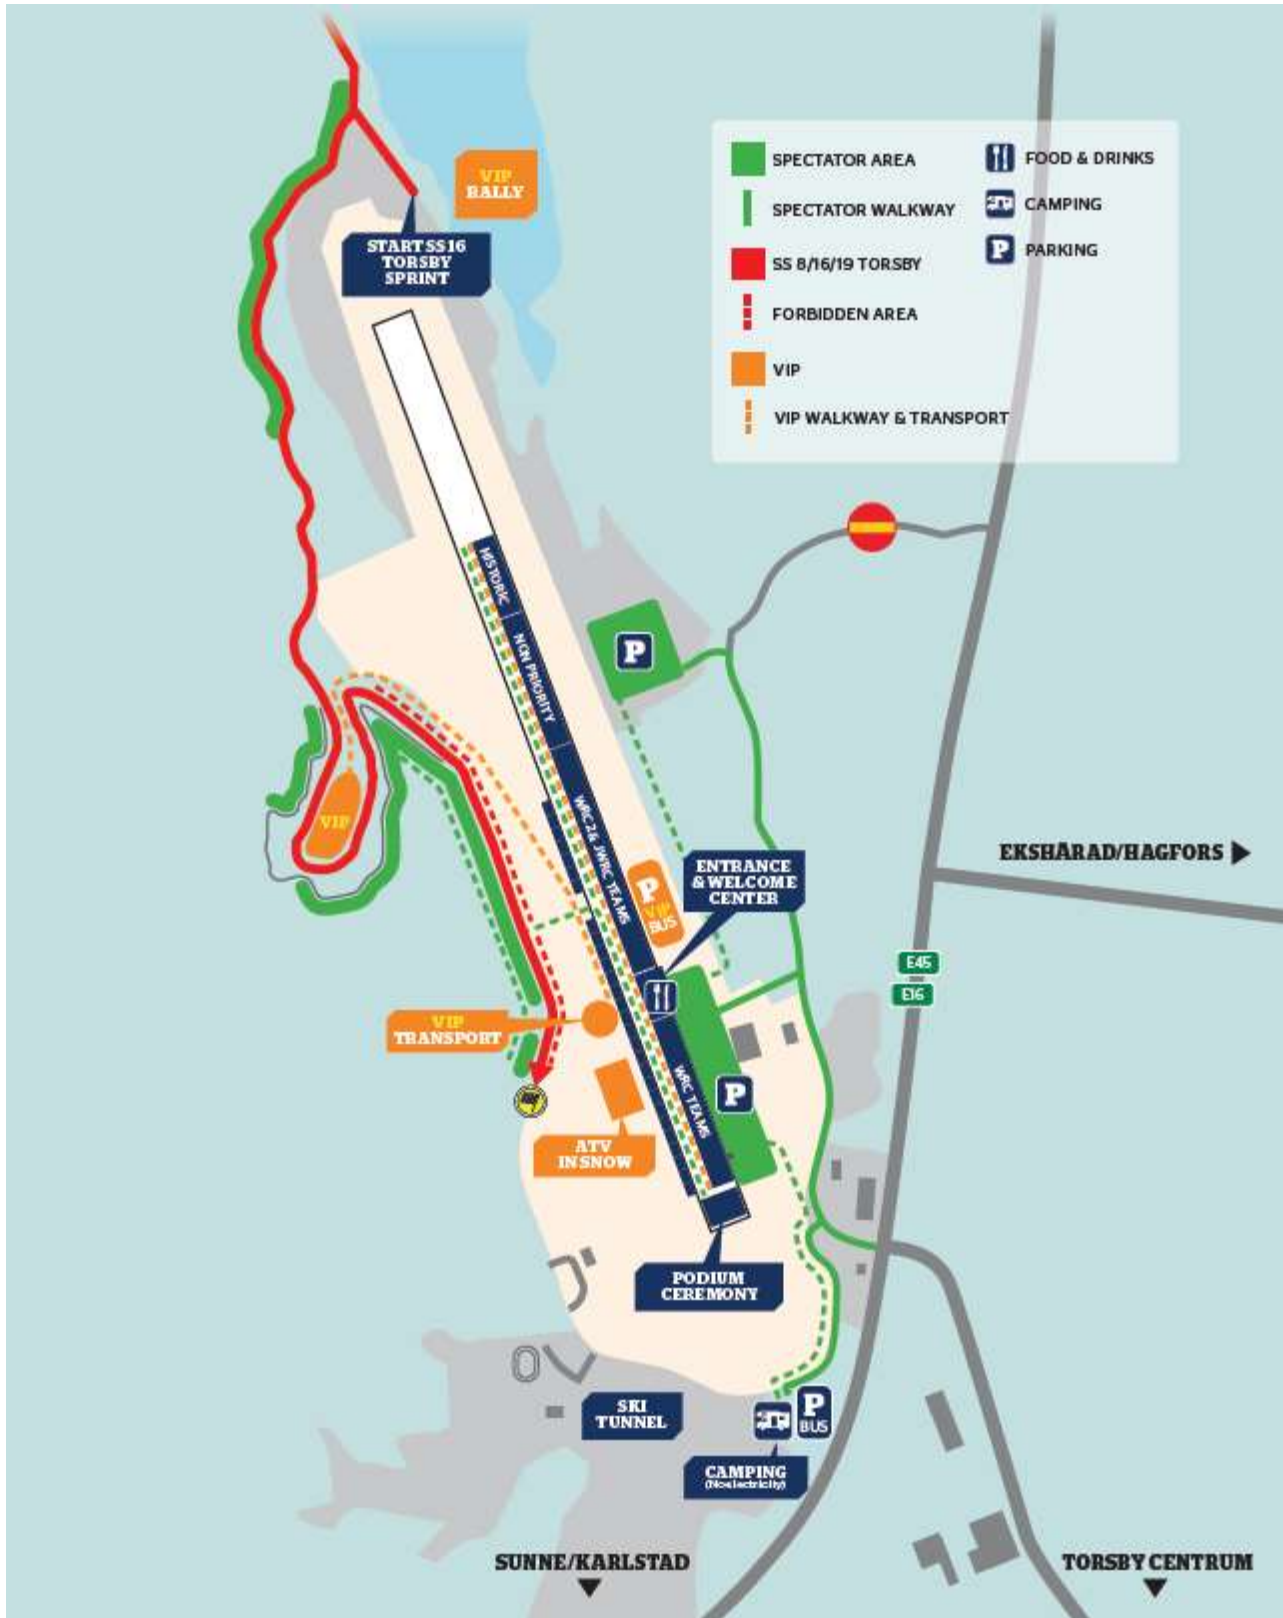 VIP
RALLY
START SS16
TORSBY
SPRINT
SPECTATOR AREA
SPECTATOR WALKWAY
SS 8/16/19 TORSBY
FORBIDDEN AREA
VIP
VIP WALKWAY & TRANSPORT
FOOD & DRINKS
CAMPING
P PARKING
HISTORIC
NON PRIORITY
WRC 2 & JWRC TEAMS
P
VIP
P
VIP
BUS
ENTRANCE
& WELCOME
CENTER
EKSHÄRAD/HAGFORS
E45
E16
VIP
TRANSPORT
WRC TEAMS
P
ATV
IN SNOW
PODIUM
CEREMONY
SKI
TUNNEL
P
BUS
CAMPING
(No electricity)
SUNNE/KARLSTAD
TORSBY CENTRUM